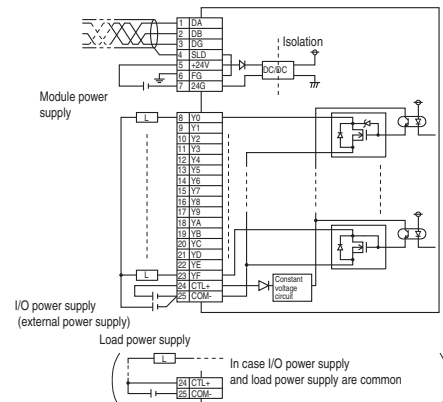 1 DA
2 DB
3 DG
4 SLD
5 +24V
6 FG
7 24G
Isolation
DC/DC
Module power
supply
L
8 Y0
9 Y1
10 Y2
11 Y3
12 Y4
13 Y5
14 Y6
15 Y7
16 Y8
17 Y9
18 YA
19 YB
20 YC
21 YD
22 YE
L
23 YF
24 CTL+
25 COM-
Constant
voltage
circuit
I/O power supply
(external power supply)
Load power supply
L
In case I/O power supply
and load power supply are common
24 CTL+
25 COM-